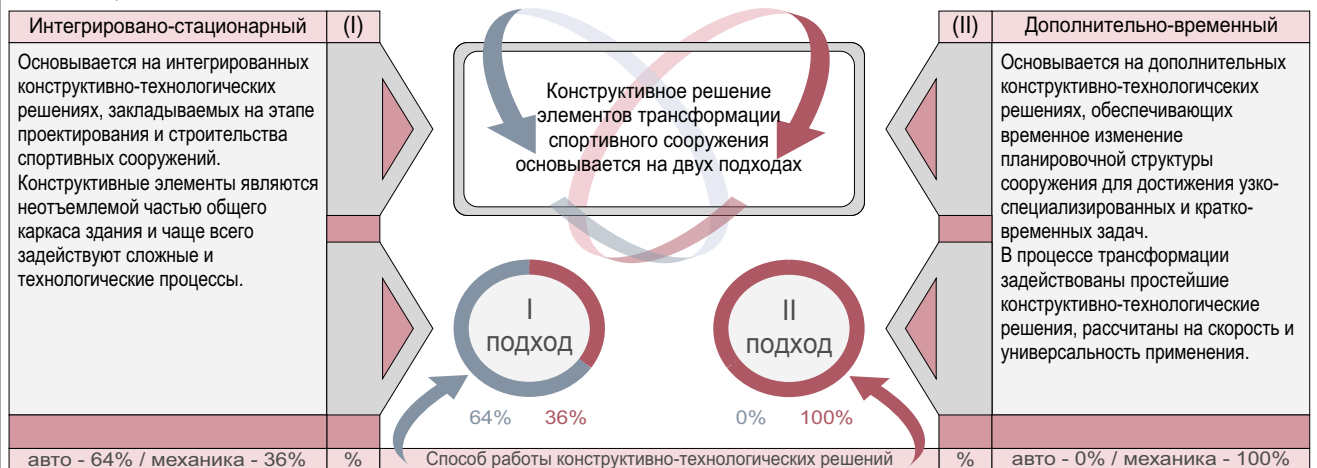 Интегрировано-стационарный
(I)
Основывается на интегрированных
конструктивно-технологических
решениях, закладываемых на этапе
проектирования и строительства
спортивных сооружений.
Конструктивные элементы являются
неотъемлемой частью общего
каркаса здания и чаще всего
задействуют сложные и
технологические процессы.
авто - 64% / механика - 36%
%
Конструктивное решение
элементов трансформации
спортивного сооружения
основывается на двух подходах
I
подход
64% 36%
II
подход
0% 100%
Способ работы конструктивно-технологических решений
(II)
Дополнительно-временный
Основывается на дополнительных
конструктивно-технологичсеких
решениях, обеспечивающих
временное изменение
планировочной структуры
сооружения для достижения узко-
специализированных и кратко-
временных задач.
В процессе трансформации
задействованы простейшие
конструктивно-технологические
решения, рассчитаны на скорость и
универсальность применения.
%
авто - 0% / механика - 100%